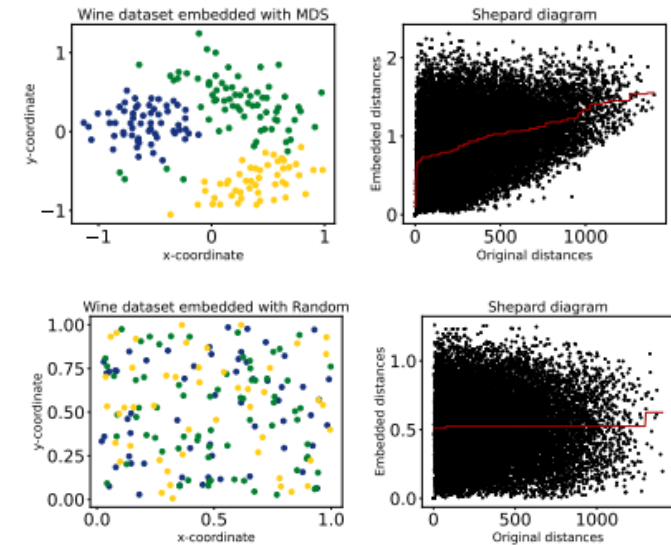 Wine dataset embedded with MDS
Shepard diagram
1
0
−1
y-coordinate
−1
0
1
x-coordinate
2
1
0
Embedded distances
0
500
1000
Original distances
Wine dataset embedded with Random
Shepard diagram
1.00
0.75
0.50
0.25
0.00
y-coordinate
0.0
0.5
1.0
x-coordinate
1.0
0.5
0.0
Embedded distances
0
500
1000
Original distances